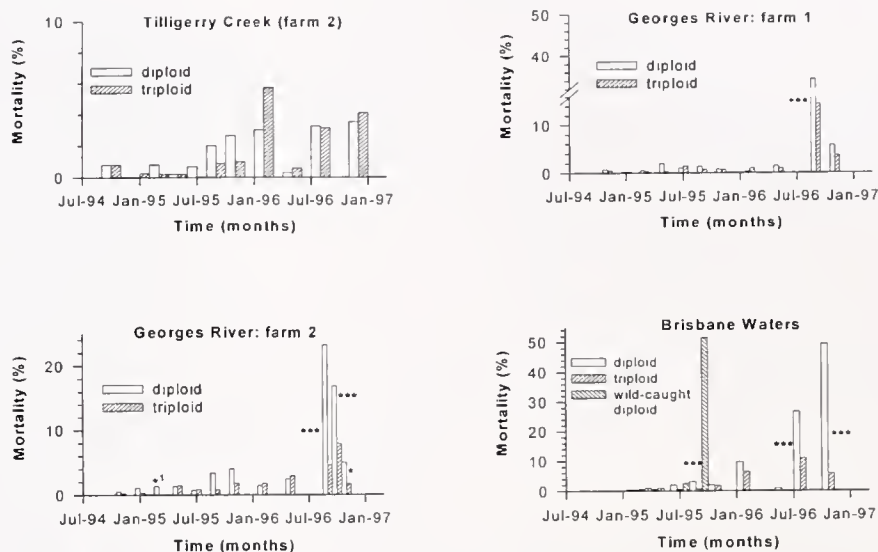 Tilligerry Creek (farm 2)
Mortality (%)
10
5
0
diploid
triploid
Jul-94 Jan-95 Jul-95 Jan-96 Jul-96 Jan-97
Time (months)
Georges River: farm 1
Mortality (%)
50
40
10
5
0
diploid
triploid
***
Jul-94 Jan-95 Jul-95 Jan-96 Jul-96 Jan-97
Time (months)
Georges River: farm 2
Mortality (%)
20
10
0
diploid
triploid
*1
***
***
*
Jul-94 Jan-95 Jul-95 Jan-96 Jul-96 Jan-97
Time (months)
Brisbane Waters
Mortality (%)
50
40
30
20
10
0
diploid
triploid
wild-caught
diploid
***
***
***
Jul-94 Jan-95 Jul-95 Jan-96 Jul-96 Jan-97
Time (months)